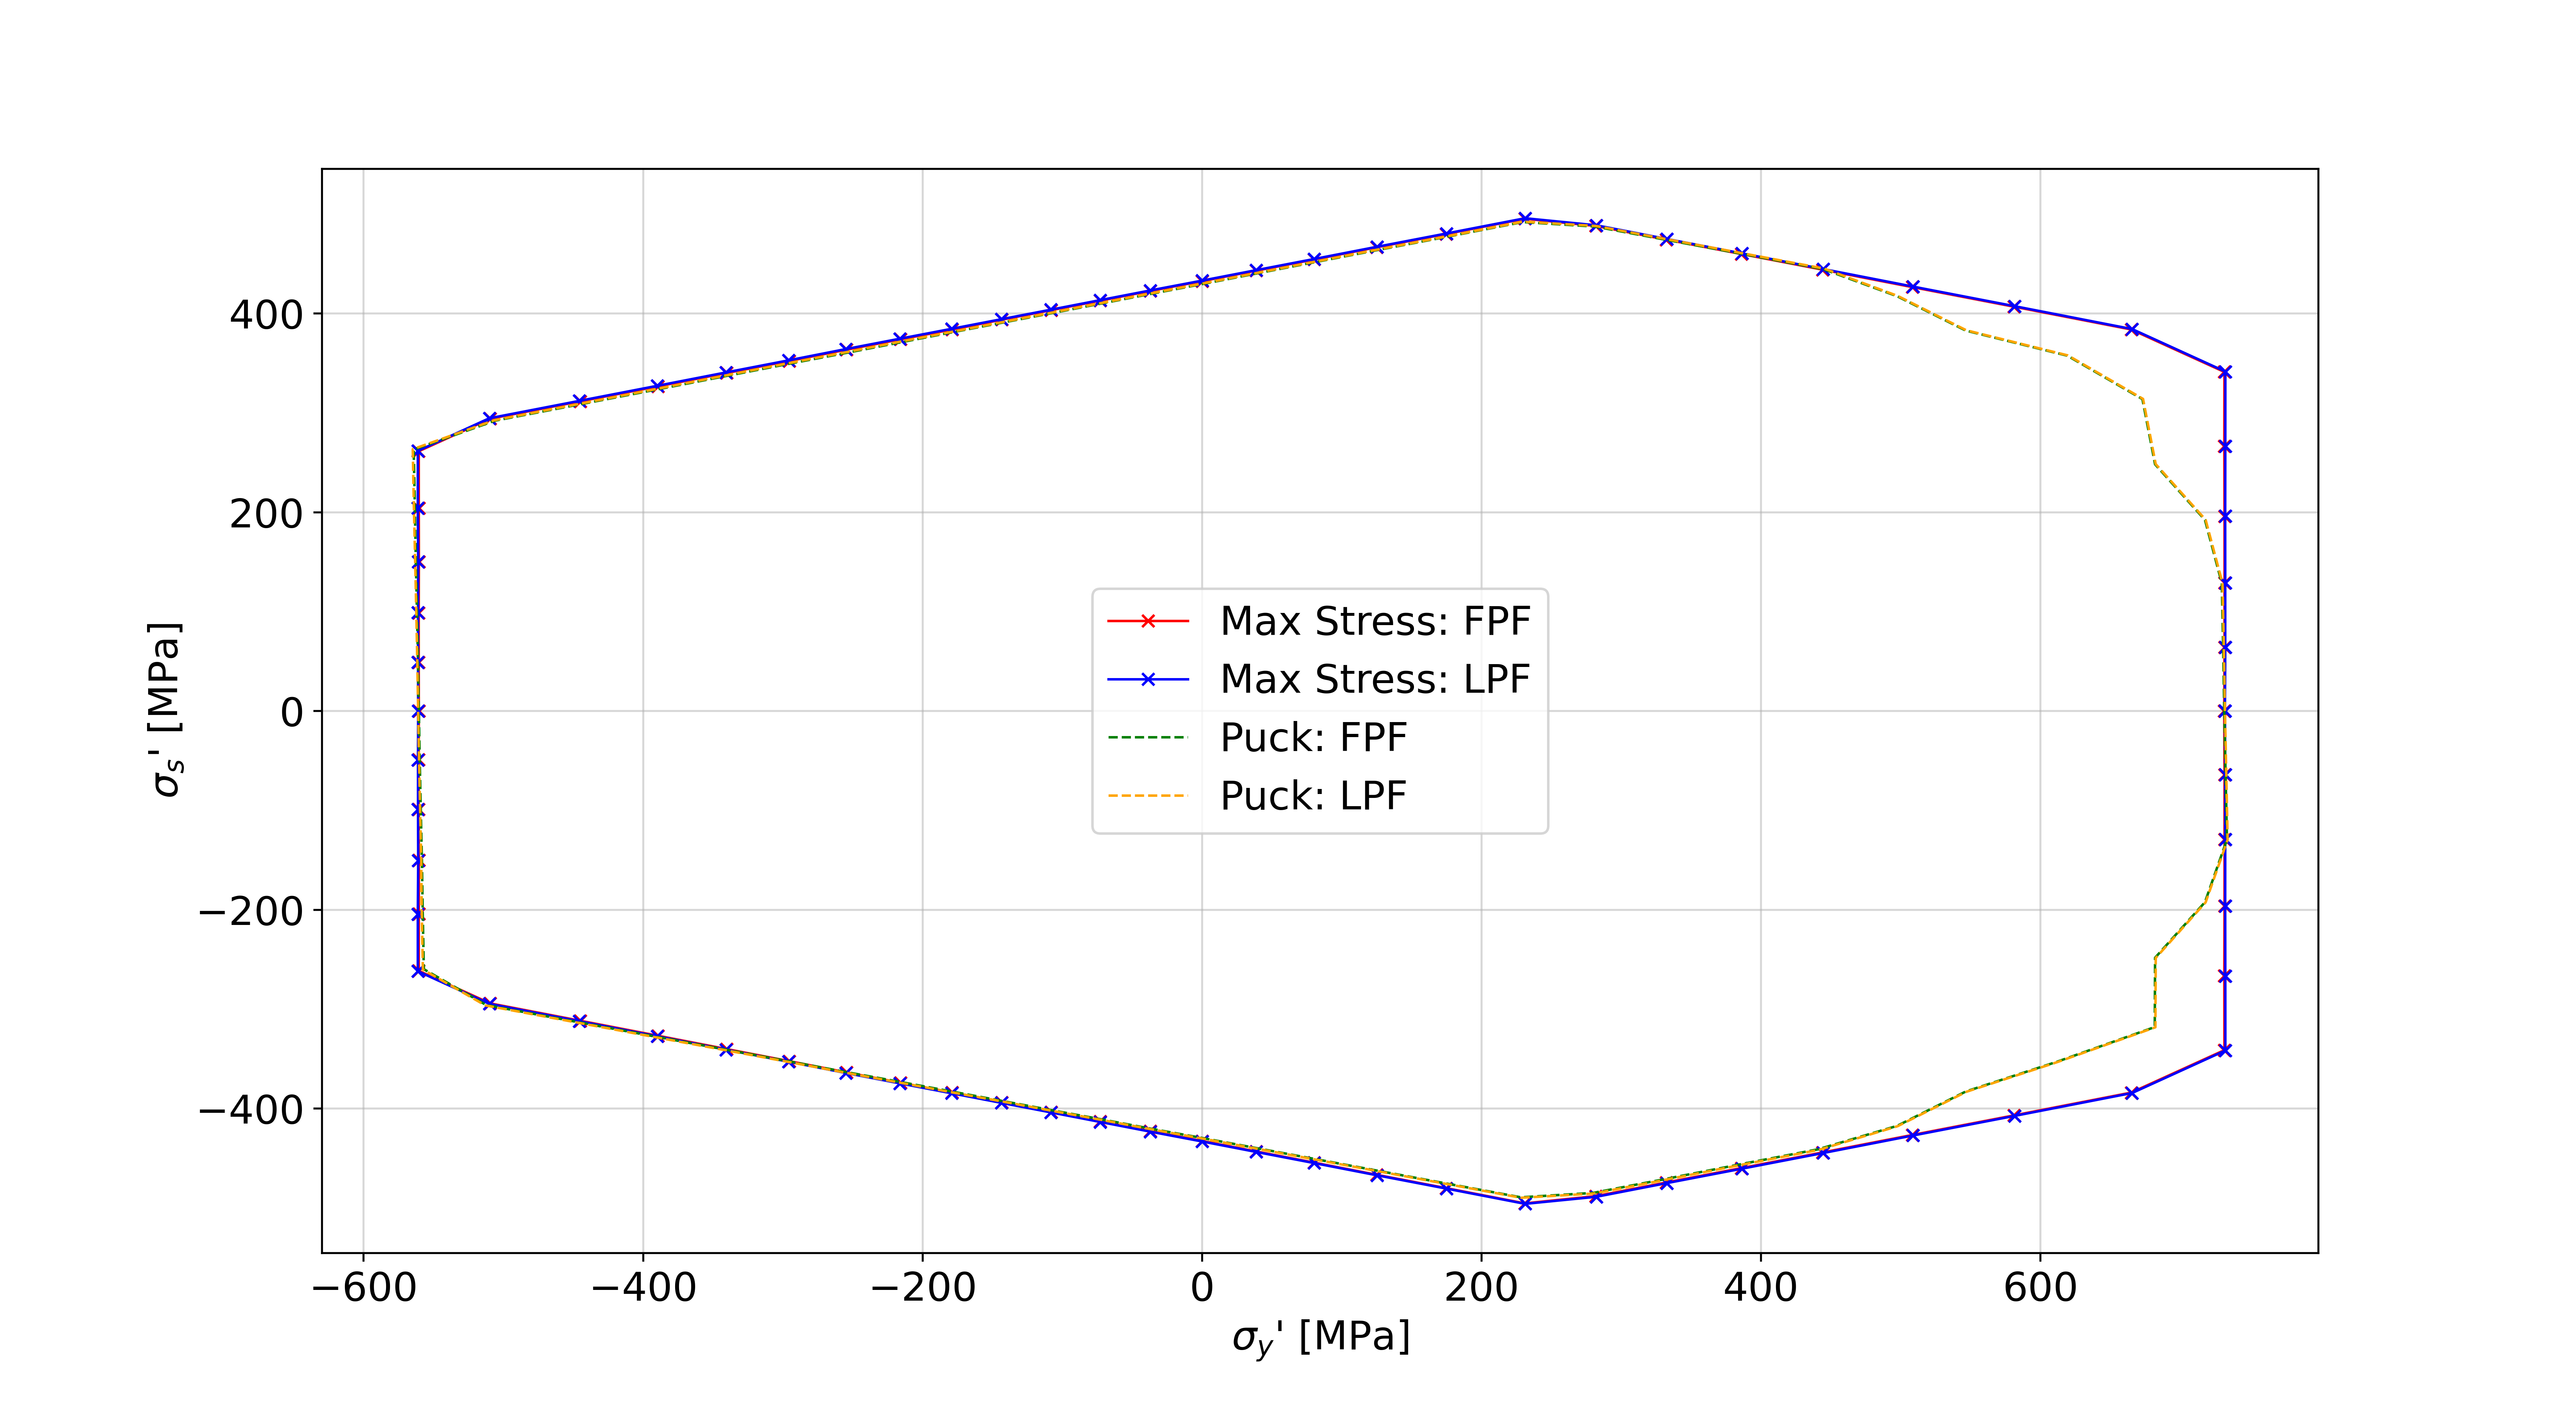 400
200
0
−200
−400
σs' [MPa]
Max Stress: FPF
Max Stress: LPF
Puck: FPF
Puck: LPF
−600 −400 −200 0 200 400 600
σy' [MPa]